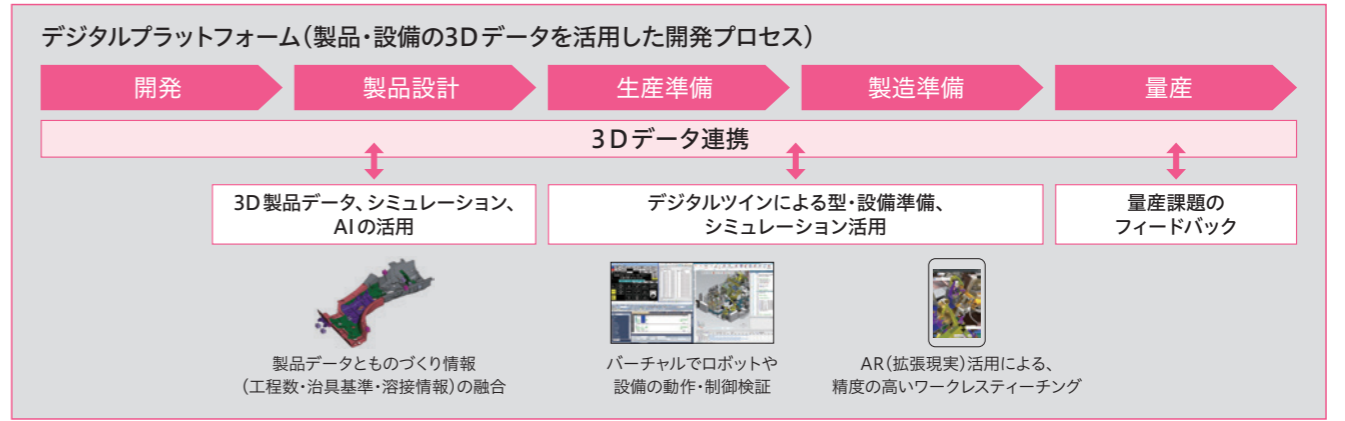 デジタルプラットフォーム（製品・設備の3Dデータを活用した開発プロセス）
開発
製品設計
生産準備
製造準備
量産
3Dデータ連携
3D製品データ、シミュレーション、
AIの活用
デジタルツインによる型・設備準備、
シミュレーション活用
量産課題の
フィードバック
製品データとものづくり情報
（工程数・治具基準・溶接情報）の融合
バーチャルでロボットや
設備の動作・制御検証
AR（拡張現実）活用による、
精度の高いワークレスティーチング